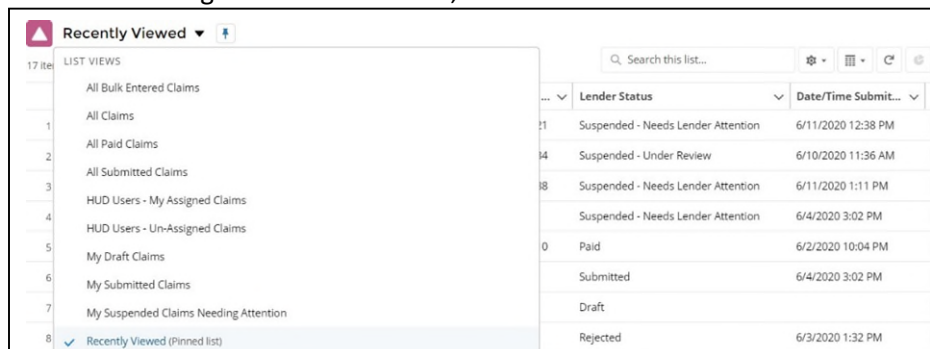 Recently Viewed
17 ite
LIST VIEWS
Search this list...
All Bulk Entered Claims
... Lender Status Date/Time Submit...
All Claims
1 21 Suspended - Needs Lender Attention 6/11/2020 12:38 PM
All Paid Claims
2 34 Suspended - Under Review 6/10/2020 11:36 AM
All Submitted Claims
3 38 Suspended - Needs Lender Attention 6/11/2020 1:11 PM
HUD Users - My Assigned Claims
4 Suspended - Needs Lender Attention 6/4/2020 3:02 PM
HUD Users - Un-Assigned Claims
5 0 Paid 6/2/2020 10:04 PM
My Draft Claims
6 Submitted 6/4/2020 3:02 PM
My Submitted Claims
7 Draft
My Suspended Claims Needing Attention
8 Rejected 6/3/2020 1:32 PM
Recently Viewed (Pinned list)